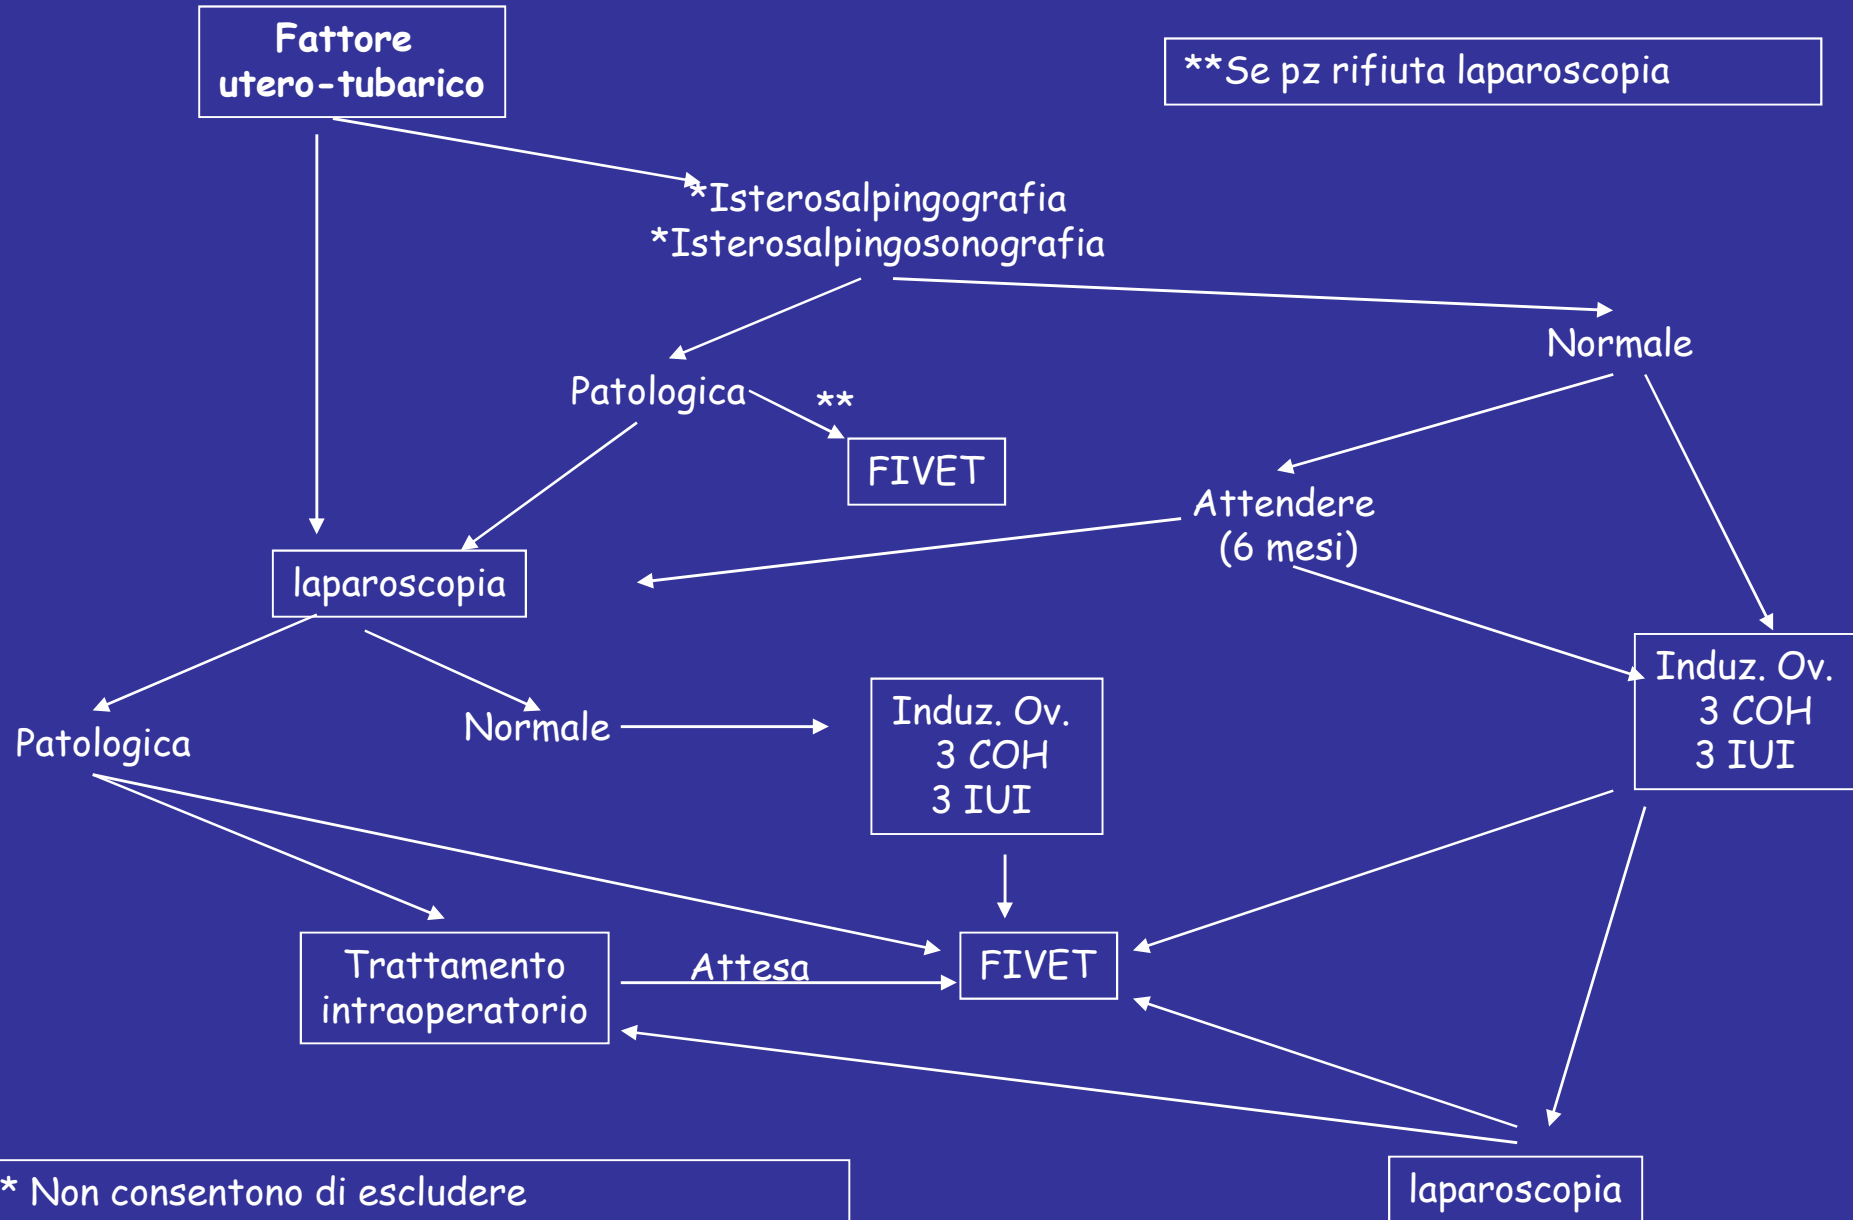 Fattore
utero-tubarico
**Se pz rifiuta laparoscopia
*Isterosalpingografia
*Isterosalpingosonografia
Normale
Patologica
**
FIVET
Attendere
(6 mesi)
laparoscopia
Induz. Ov.
3 COH
3 IUI
Patologica
Normale
Induz. Ov.
3 COH
3 IUI
Trattamento
intraoperatorio
Attesa
FIVET
laparoscopia
* Non consentono di escludere